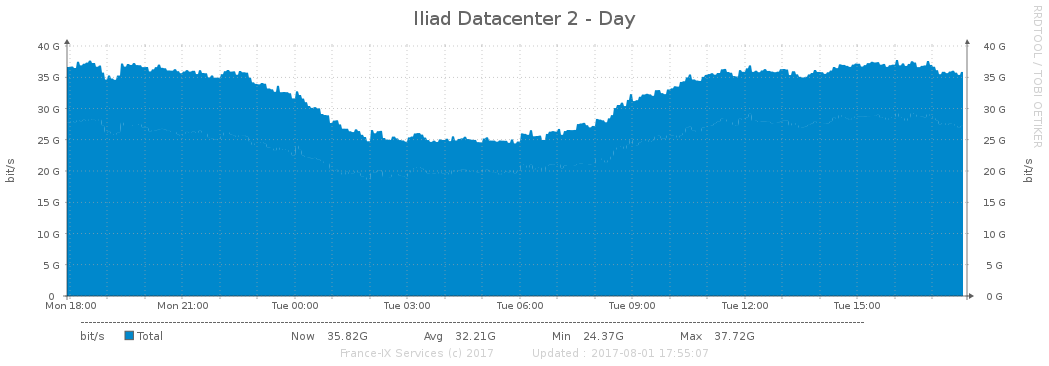 Iliad Datacenter 2 - Day
RRDTOOL / TOBI OETIKER
bit/s
bit/s
40 G 40 G
35 G 35 G
30 G 30 G
25 G 25 G
20 G 20 G
15 G 15 G
10 G 10 G
5 G 5 G
0 0 G
Mon 18:00 Mon 21:00 Tue 00:00 Tue 03:00 Tue 06:00 Tue 09:00 Tue 12:00 Tue 15:00
bit/s Total Now 35.82G Avg 32.21G Min 24.37G Max 37.72G
France-IX Services (c) 2017 Updated : 2017-08-01 17:55:07